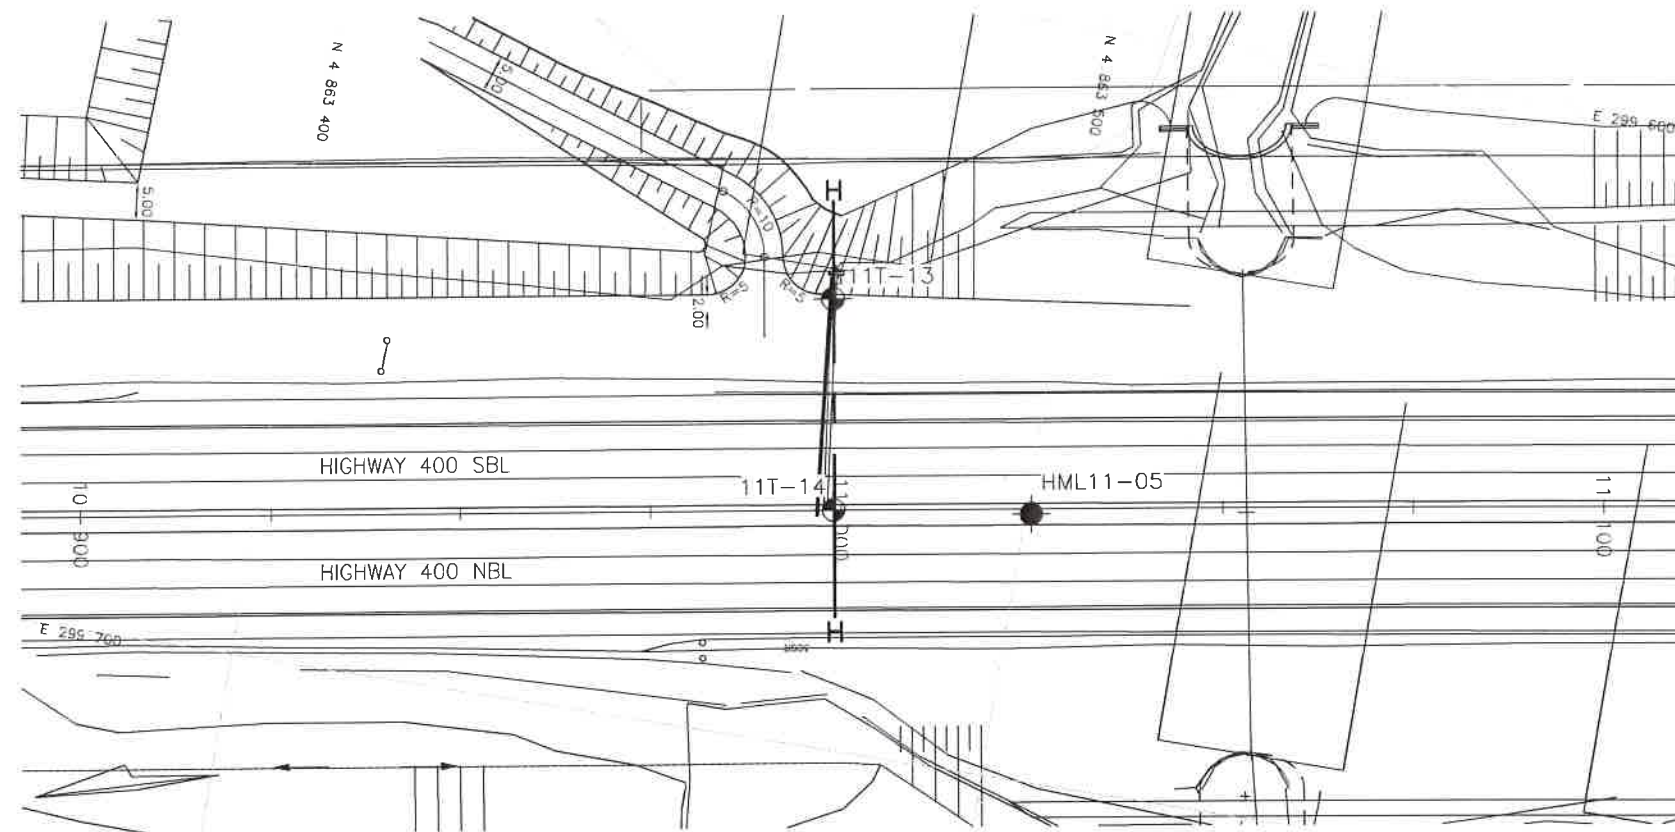 N 4 863 400
N 4 863 500
E 299 600
5.00
5.00
R=10
H
11T-13
R=5
R=5
2.00
HIGHWAY 400 SBL
11T-14
HML11-05
10-900
11-100
HIGHWAY 400 NBL
E 299 700
H